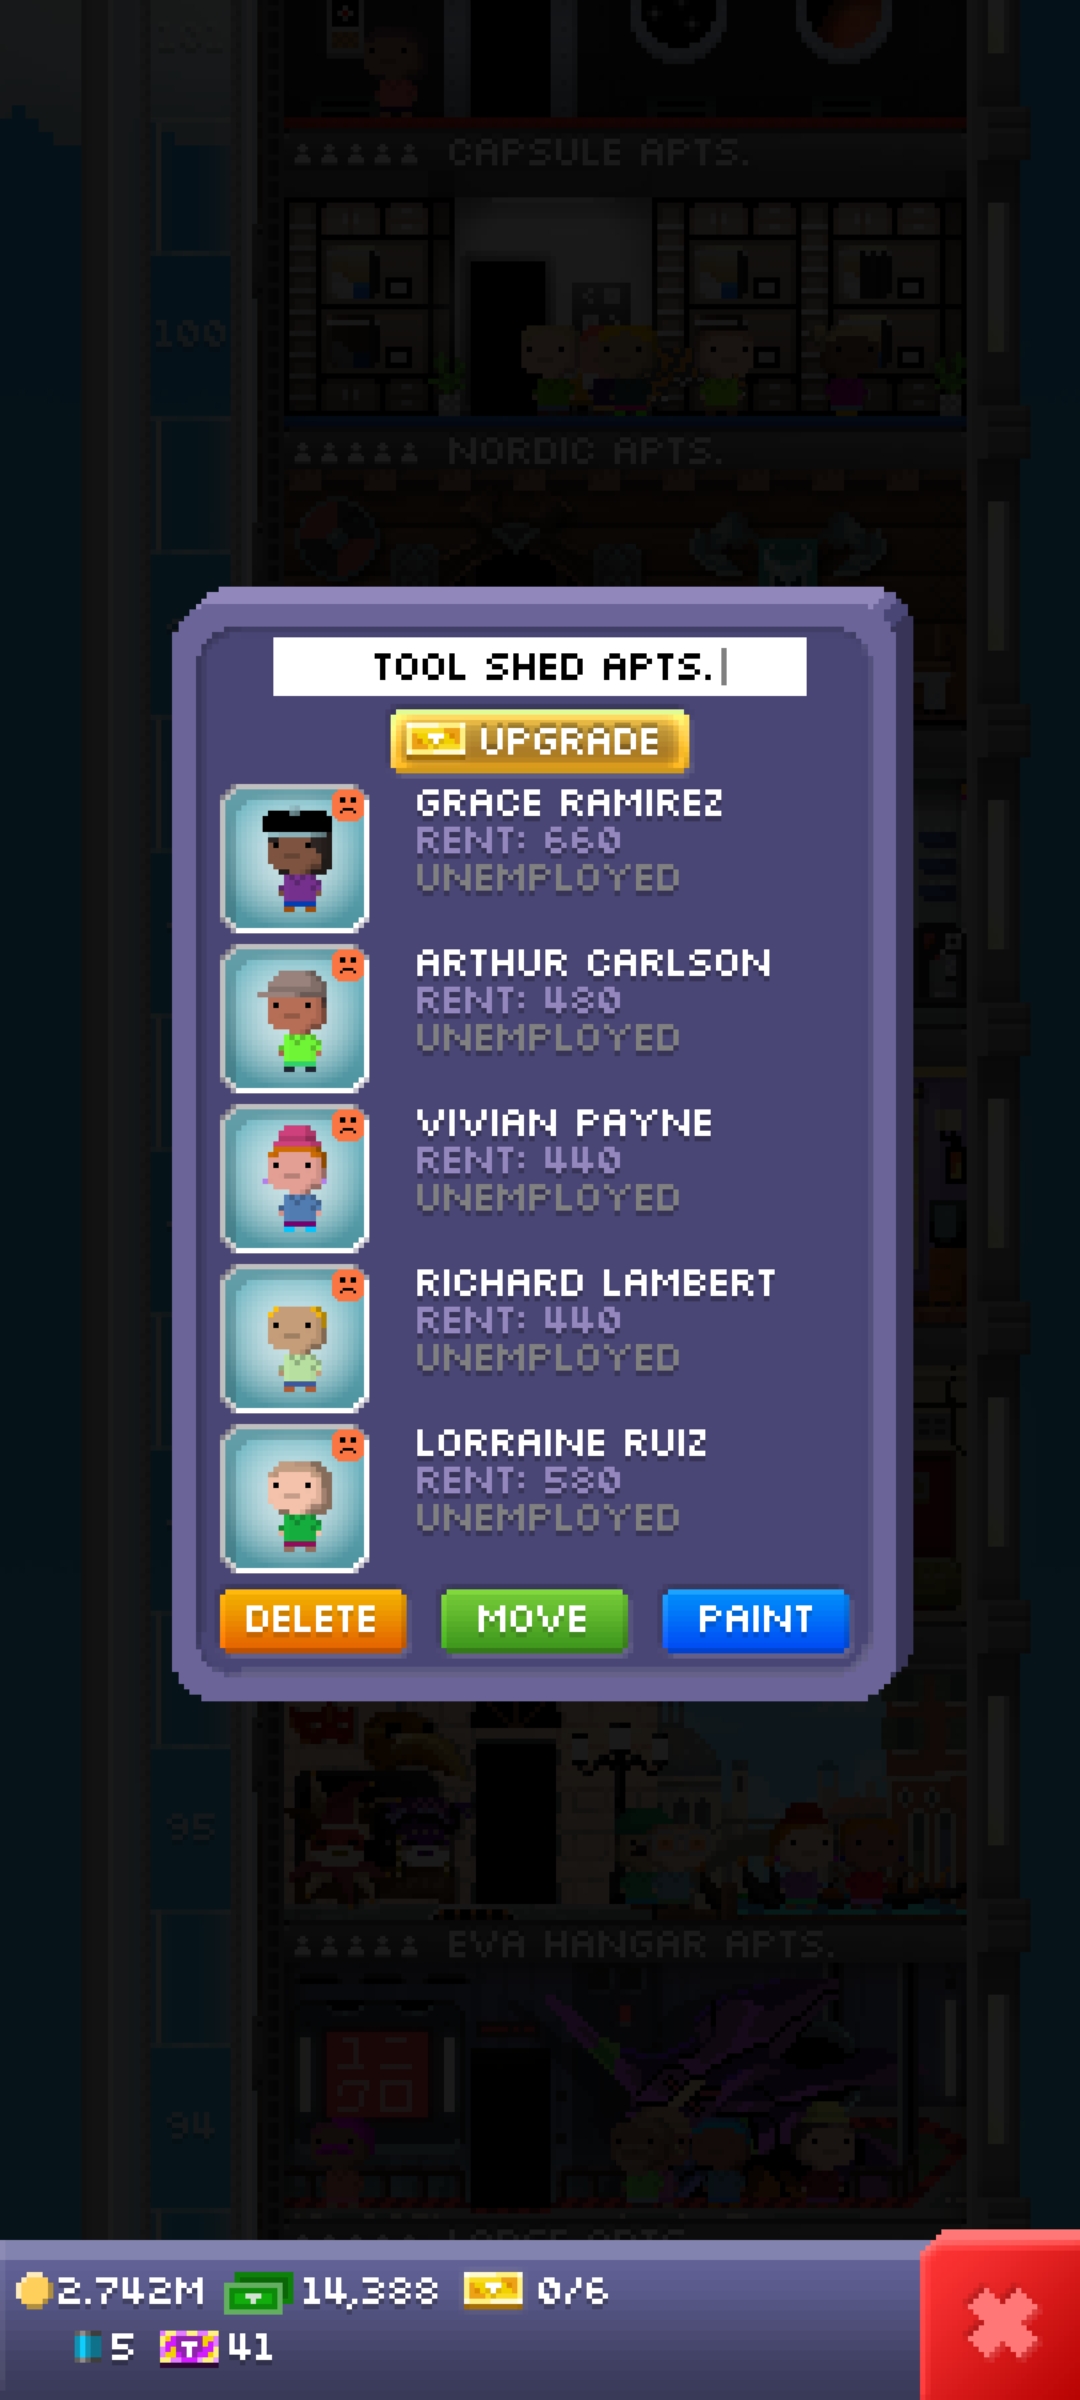 CAPSULE APTS.
100
NORDIC APTS.
TOOL SHED APTS.
UPGRADE
GRACE RAMIREZ
RENT: 660
UNEMPLOYED
ARTHUR CARLSON
RENT: 480
UNEMPLOYED
VIVIAN PAYNE
RENT: 440
UNEMPLOYED
RICHARD LAMBERT
RENT: 440
UNEMPLOYED
LORRAINE RUIZ
RENT: 580
UNEMPLOYED
DELETE MOVE PAINT
95
EVA HANGAR APTS.
94
2.742M 14,388 0/6
5 41